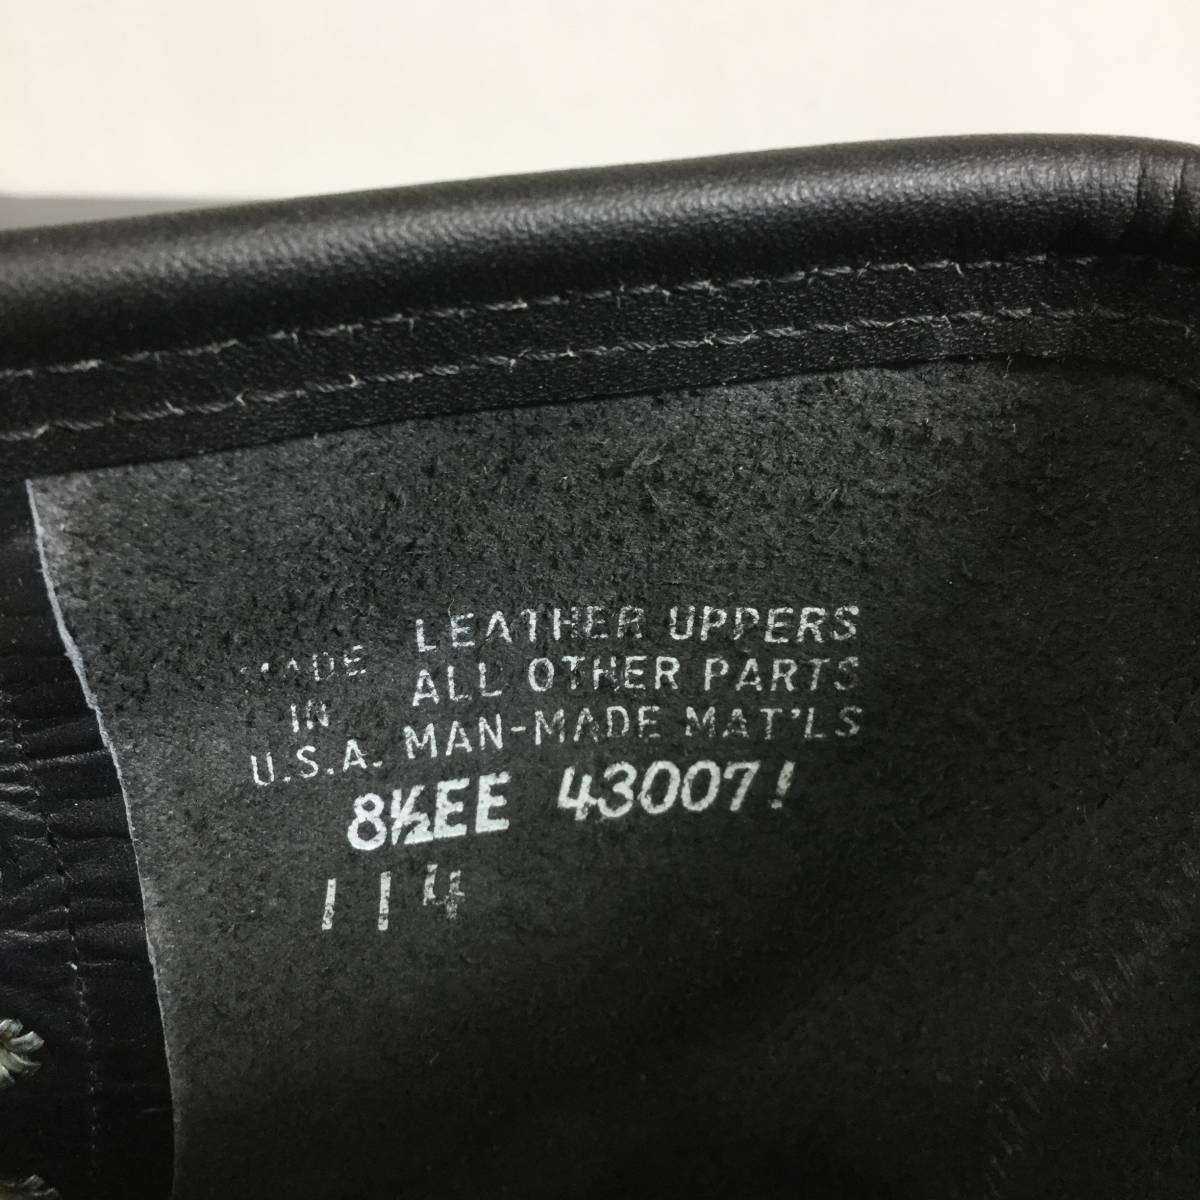 LEATHER UPPERS
MADE ALL OTHER PARTS
IN
U.S.A. MAN-MADE MAT'LS
8½EE 43007!
114